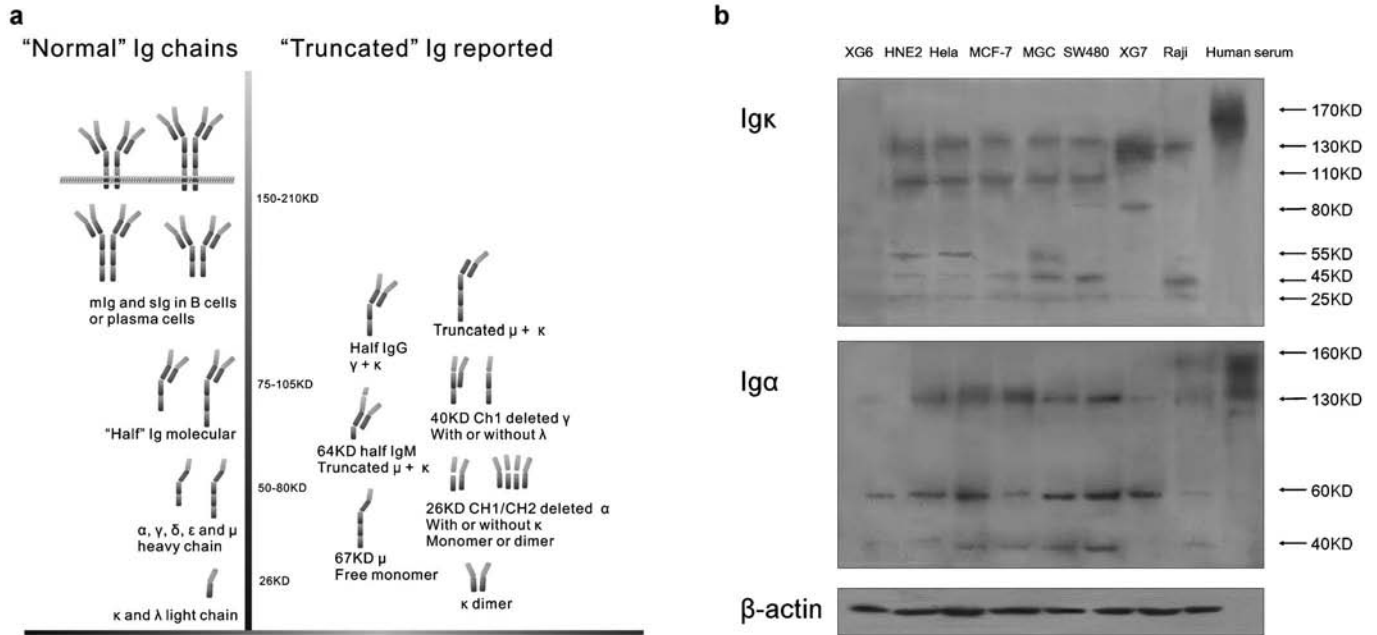 a
"Normal" Ig chains
"Truncated" Ig reported
150-210KD
mIg and sIg in B cells
or plasma cells
Half IgG
γ + κ
Truncated μ + κ
75-105KD
"Half" Ig molecular
64KD half IgM
Truncated μ + κ
40KD Ch1 deleted γ
With or without λ
50-80KD
α, γ, δ, ε and μ
heavy chain
67KD μ
Free monomer
26KD CH1/CH2 deleted α
With or without κ
Monomer or dimer
26KD
κ and λ light chain
κ dimer
b
XG6 HNE2 Hela MCF-7 MGC SW480 XG7 Raji Human serum
Igκ
170KD
130KD
110KD
80KD
55KD
45KD
25KD
Igα
160KD
130KD
60KD
40KD
β-actin